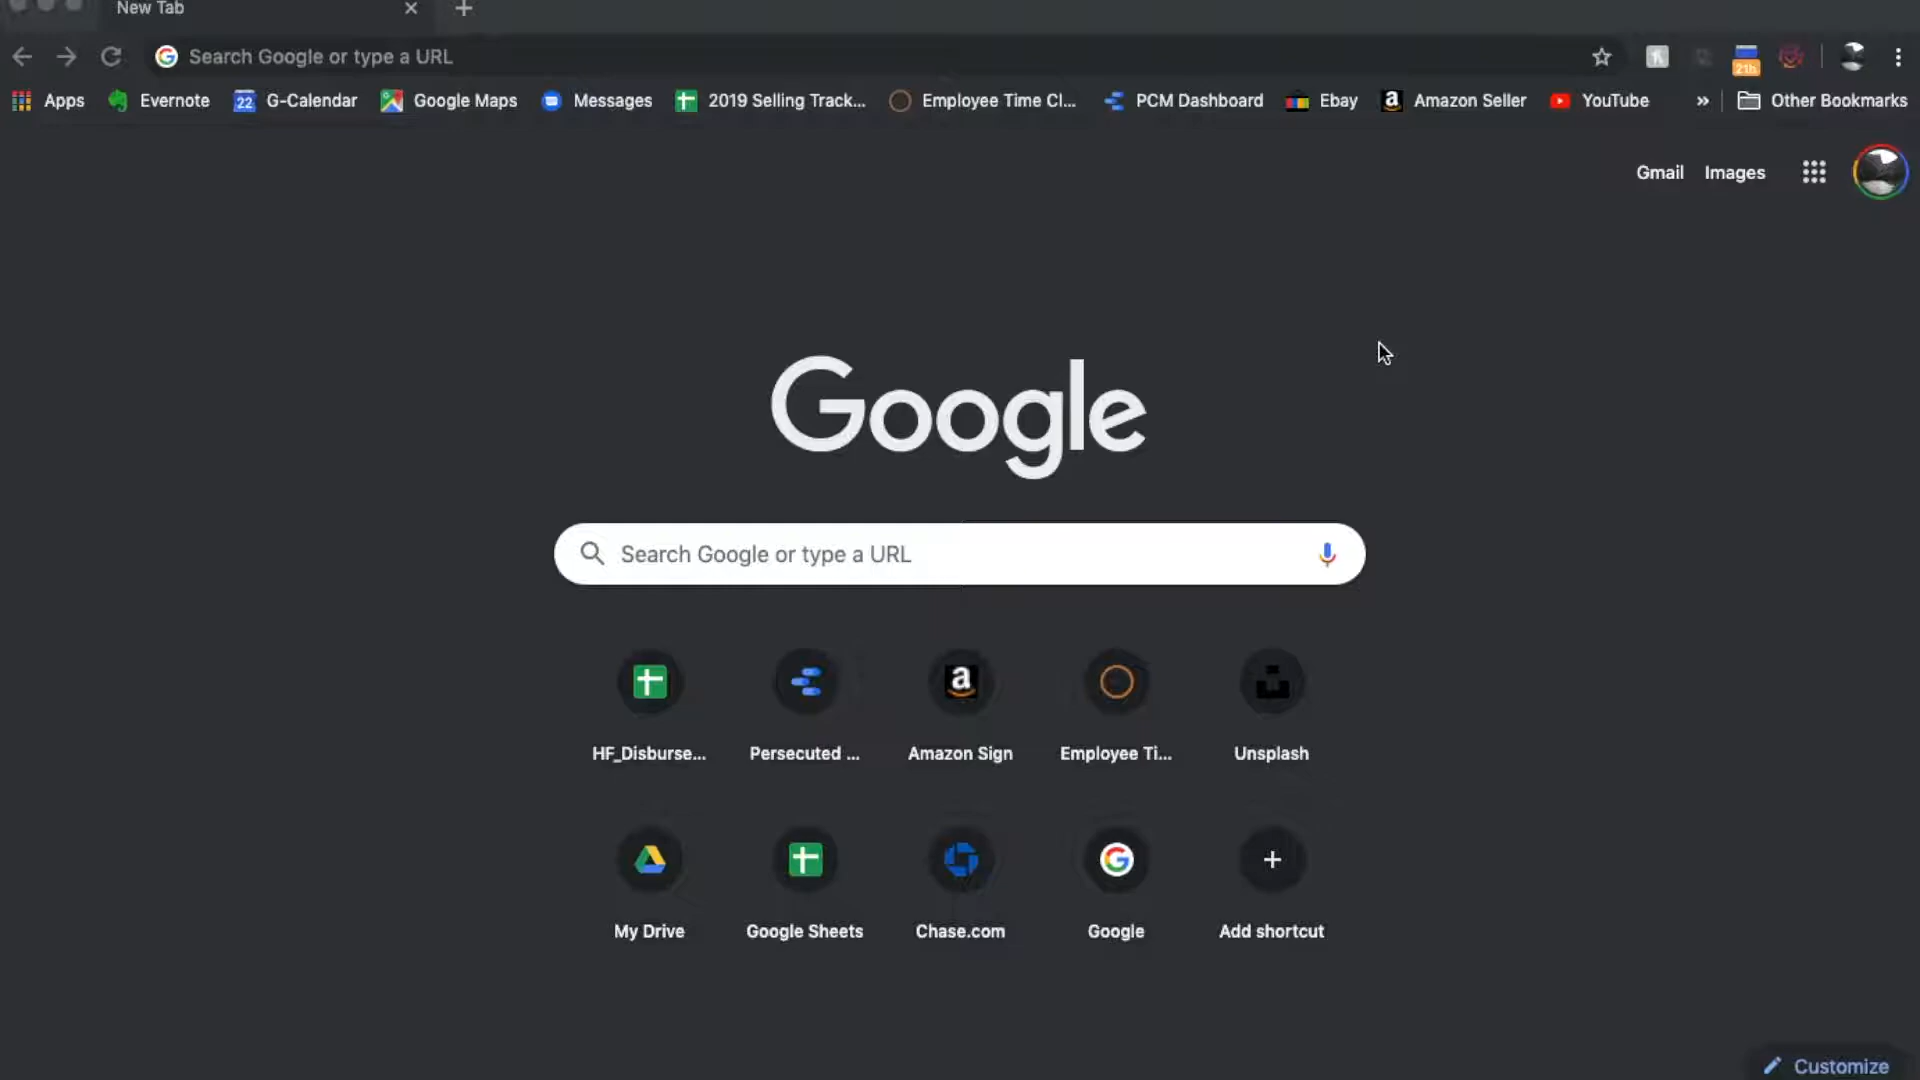 New Tab
Search Google or type a URL
21h
Apps Evernote 22 G-Calendar Google Maps Messages 2019 Selling Track... Employee Time Cl... PCM Dashboard Ebay a Amazon Seller YouTube » Other Bookmarks
Gmail Images
Google
Search Google or type a URL
HF_Disburse... Persecuted ... Amazon Sign Employee Ti... Unsplash
My Drive Google Sheets Chase.com Google Add shortcut
Customize